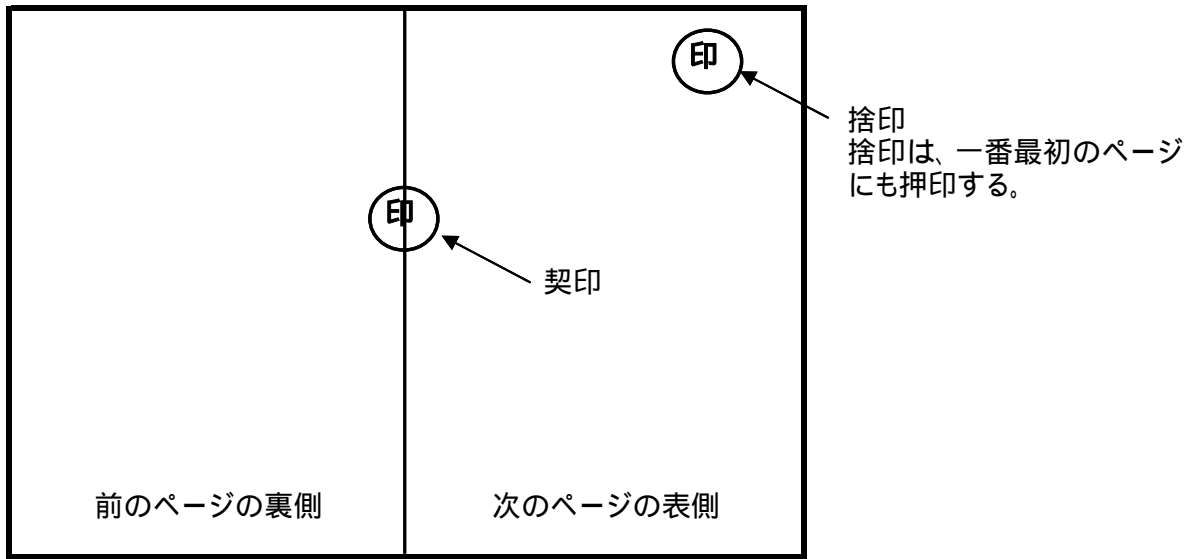 印
捨印
捨印は、一番最初のページ
にも押印する。
印
契印
前のページの裏側
次のページの表側